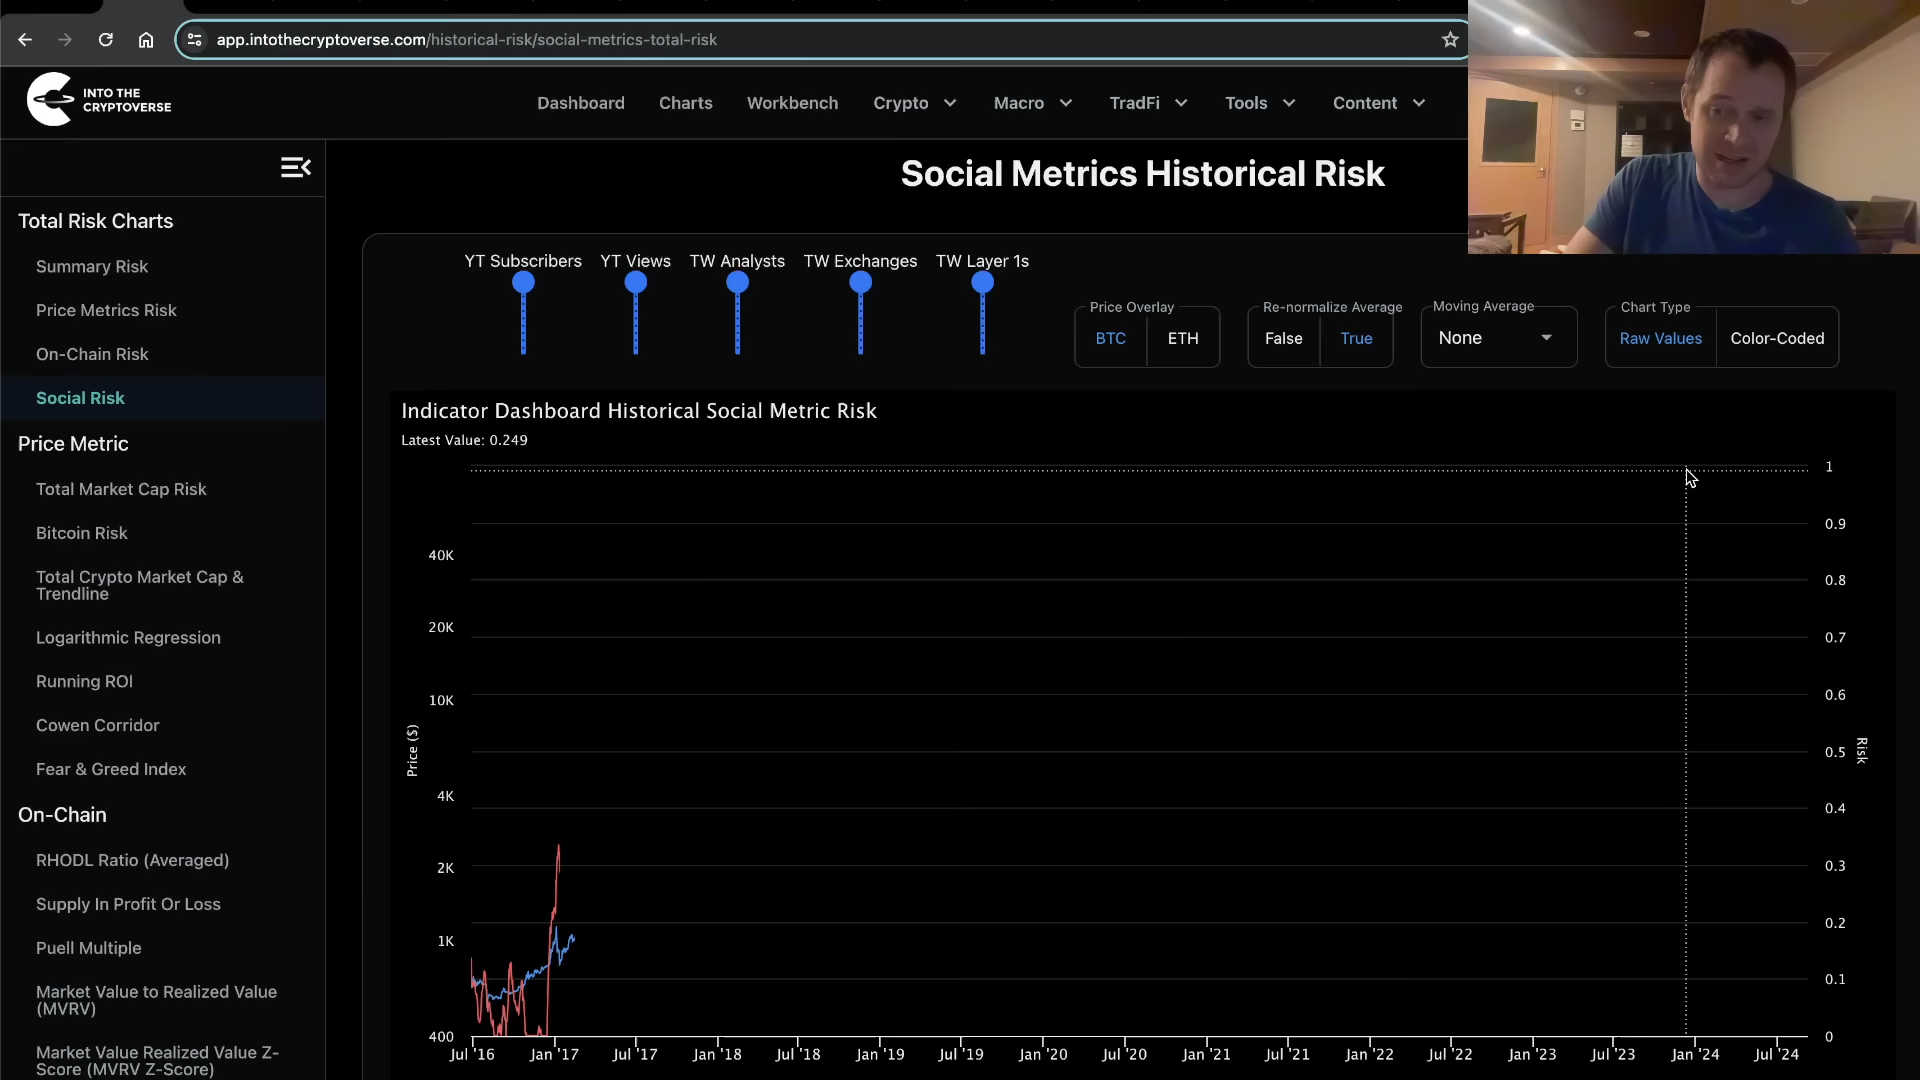 app.intothecryptoverse.com/historical-risk/social-metrics-total-risk
INTO THE
CRYPTOVERSE
Dashboard
Charts
Workbench
Crypto
Macro
TradFi
Tools
Content
Social Metrics Historical Risk
Total Risk Charts
Summary Risk
Price Metrics Risk
On-Chain Risk
Social Risk
Price Metric
Total Market Cap Risk
Bitcoin Risk
Total Crypto Market Cap &
Trendline
Logarithmic Regression
Running ROI
Cowen Corridor
Fear & Greed Index
On-Chain
RHODL Ratio (Averaged)
Supply In Profit Or Loss
Puell Multiple
Market Value to Realized Value
(MVRV)
Market Value Realized Value Z-
Score (MVRV Z-Score)
YT Subscribers
YT Views
TW Analysts
TW Exchanges
TW Layer 1s
Price Overlay
BTC
ETH
Re-normalize Average
False
True
Moving Average
None
Chart Type
Raw Values
Color-Coded
Indicator Dashboard Historical Social Metric Risk
Latest Value: 0.249
40K
20K
10K
4K
2K
1K
400
Price ($)
1
0.9
0.8
0.7
0.6
0.5
0.4
0.3
0.2
0.1
0
Risk
Jul '16
Jan '17
Jul '17
Jan '18
Jul '18
Jan '19
Jul '19
Jan '20
Jul '20
Jan '21
Jul '21
Jan '22
Jul '22
Jan '23
Jul '23
Jan '24
Jul '24